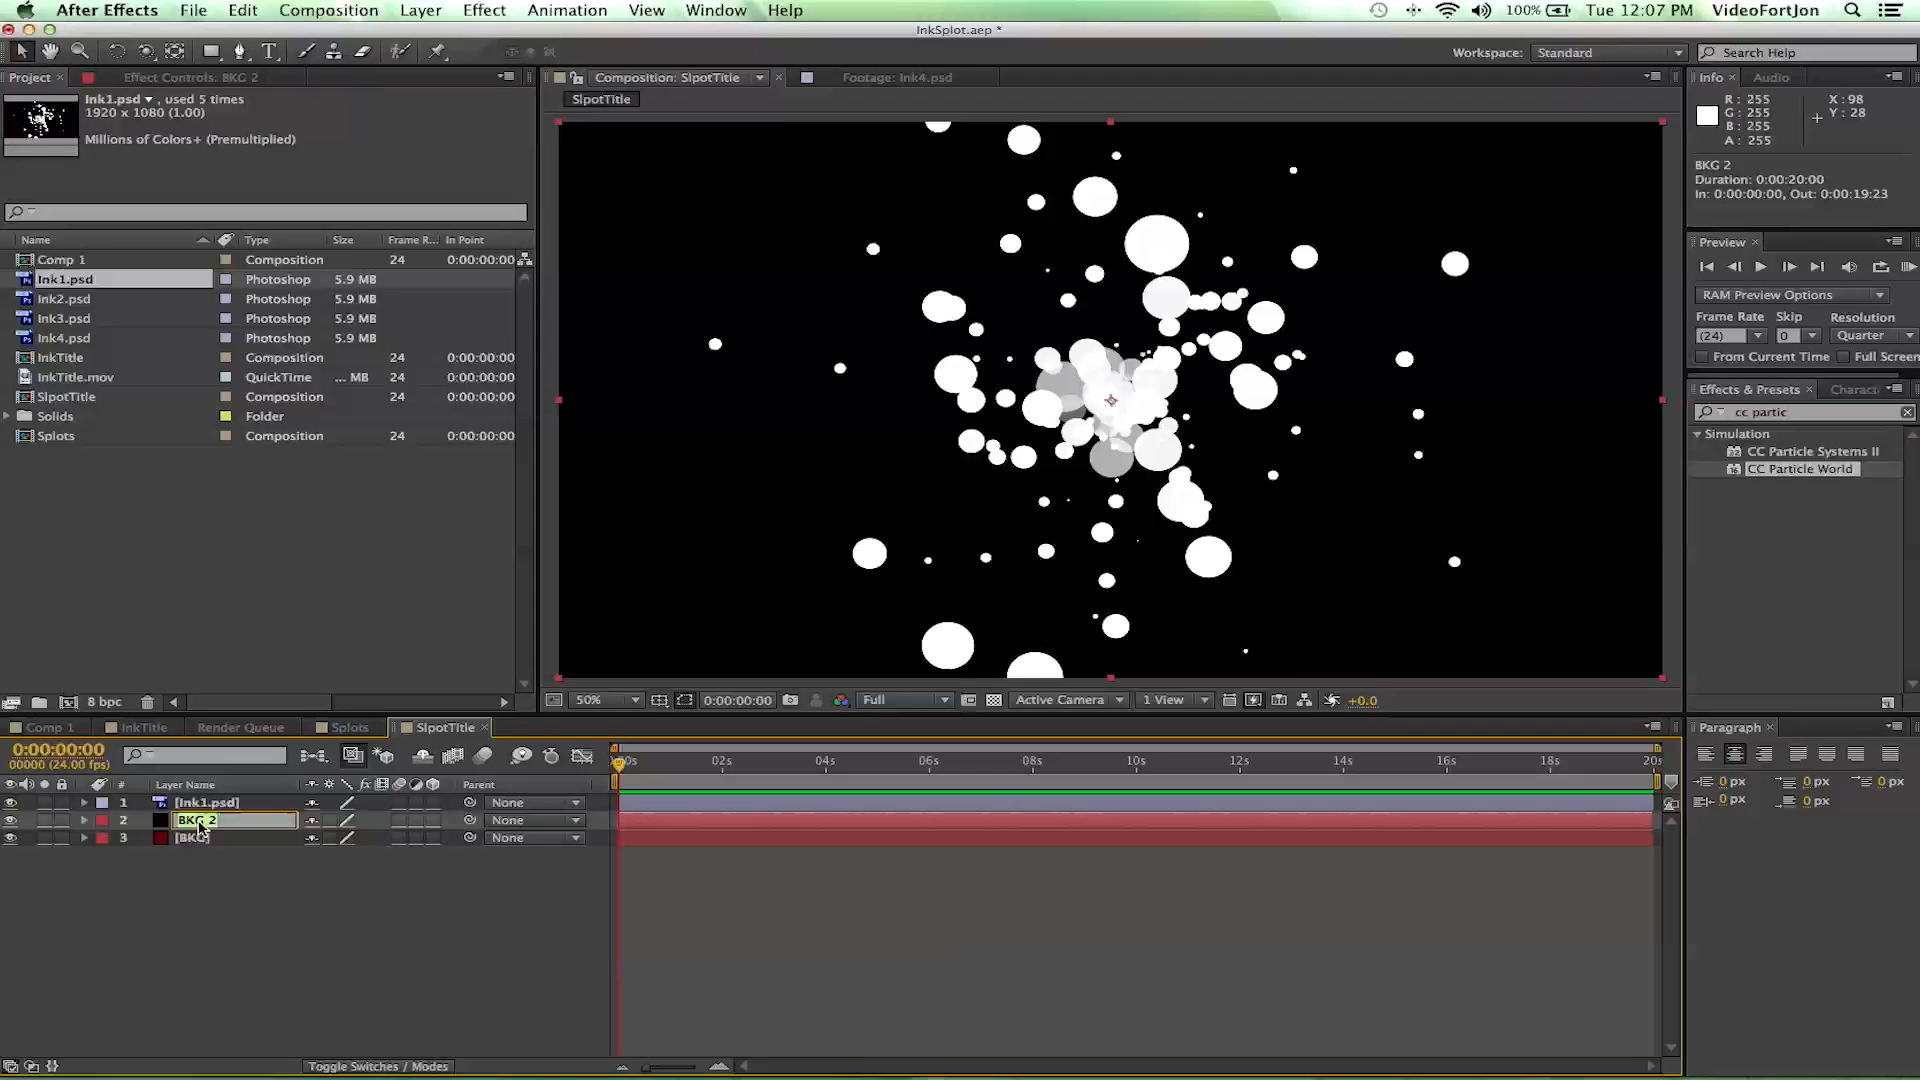 After Effects File Edit Composition Layer Effect Animation View Window Help 100% Tue 12:07 PM VideoFortJon
InkSplot.aep *
Workspace: Standard Search Help
Project Effect Controls: BKG 2 Composition: SlpotTitle Footage: Ink4.psd Info Audio
Ink1.psd , used 5 times
1920 x 1080 (1.00)
Millions of Colors+ (Premultiplied)
SlpotTitle
R : 255
G : 255
B : 255
A : 255
X : 98
Y : 28
BKG 2
Duration: 0:00:20:00
In: 0:00:00:00, Out: 0:00:19:23
Name Type Size Frame R... In Point
Comp 1 Composition 24 0:00:00:00
Ink1.psd Photoshop 5.9 MB
Ink2.psd Photoshop 5.9 MB
Ink3.psd Photoshop 5.9 MB
Ink4.psd Photoshop 5.9 MB
InkTitle Composition 24 0:00:00:00
InkTitle.mov QuickTime ... MB 24 0:00:00:00
SlpotTitle Composition 24 0:00:00:00
Solids Folder
Splots Composition 24 0:00:00:00
Preview
RAM Preview Options
Frame Rate Skip Resolution
(24) 0 Quarter
From Current Time Full Screen
Effects & Presets Charact
cc partic
Simulation
CC Particle Systems II
CC Particle World
8 bpc
50% 0:00:00:00 Full Active Camera 1 View +0.0
Comp 1 InkTitle Render Queue Splots SlpotTitle
0:00:00:00
00000 (24.00 fps)
02s 04s 06s 08s 10s 12s 14s 16s 18s
# Layer Name Parent
1 [Ink1.psd] None
2 BKG 2 None
3 [BKG] None
Toggle Switches / Modes
Paragraph
0 px 0 px 0 px
0 px 0 px